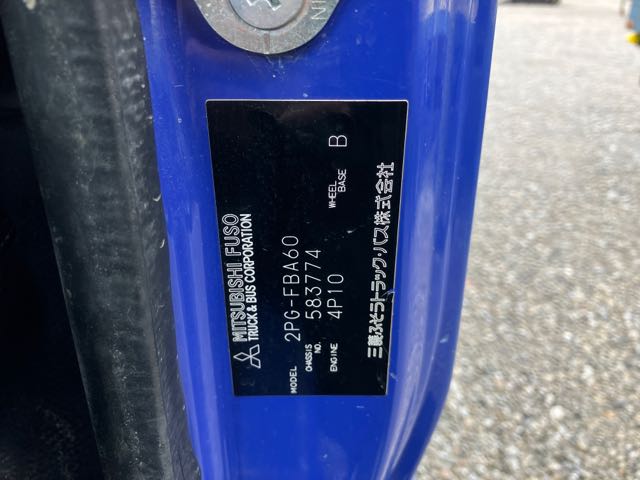 MITSUBISHI FUSO
TRUCK & BUS CORPORATION
MODEL 2PG-FBA60
CHASSIS NO. 583774
ENGINE 4P10 WHEEL BASE B
三菱ふそうトラック・バス株式会社